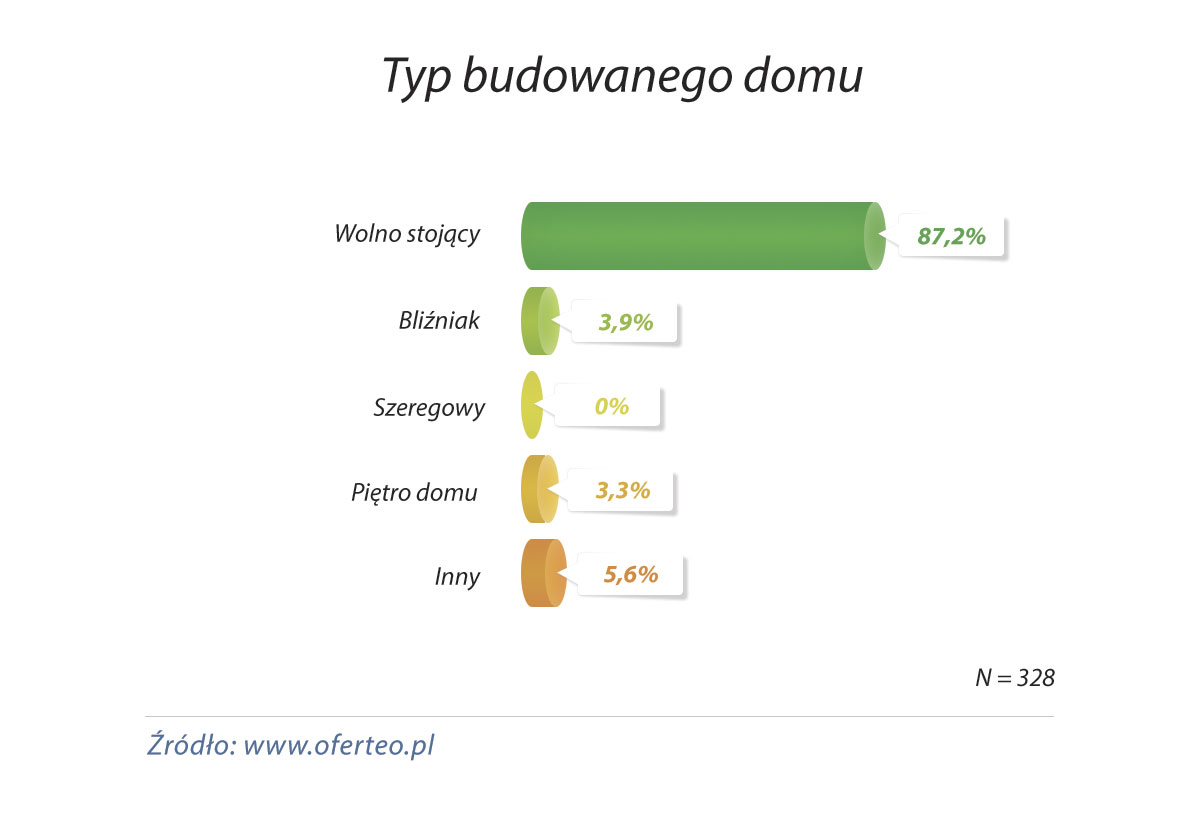 Typ budowanego domu
Wolno stojący 87,2%
Bliźniak 3,9%
Szeregowy 0%
Piętro domu 3,3%
Inny 5,6%
N = 328
Źródło: www.oferteo.pl